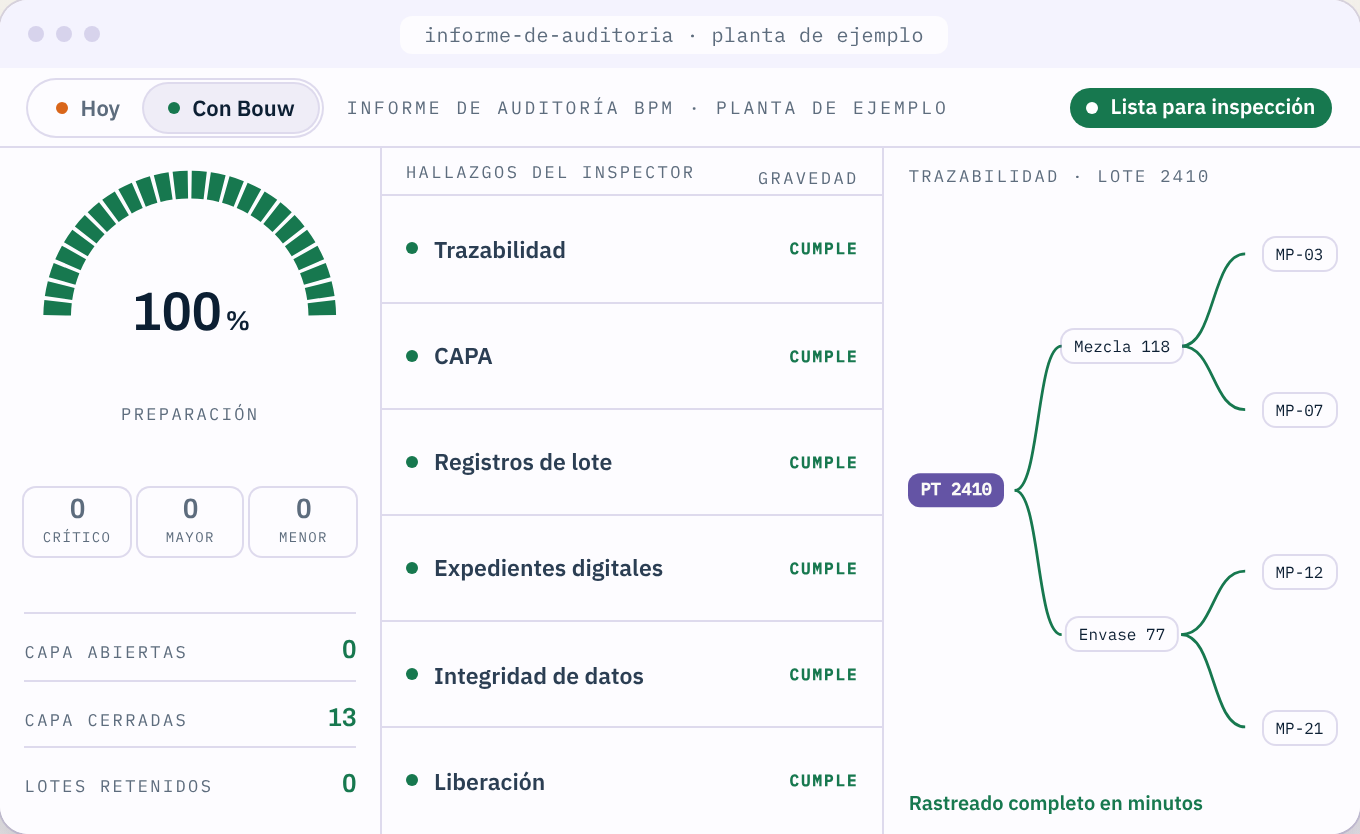 informe-de-auditoria · planta de ejemplo
Hoy
Con Bouw
INFORME DE AUDITORÍA BPM · PLANTA DE EJEMPLO
Lista para inspección
100 %
PREPARACIÓN
0
CRÍTICO
0
MAYOR
0
MENOR
CAPA ABIERTAS 0
CAPA CERRADAS 13
LOTES RETENIDOS 0
HALLAZGOS DEL INSPECTOR GRAVEDAD
Trazabilidad CUMPLE
CAPA CUMPLE
Registros de lote CUMPLE
Expedientes digitales CUMPLE
Integridad de datos CUMPLE
Liberación CUMPLE
TRAZABILIDAD · LOTE 2410
MP-03
Mezcla 118
MP-07
PT 2410
MP-12
Envase 77
MP-21
Rastreado completo en minutos